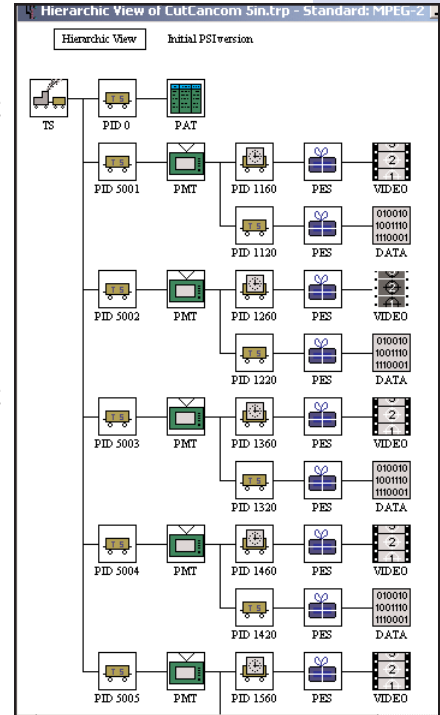 Hierarchic View of CutCancom 5in.trp - Standard: MPEG-2
Hierarchic View Initial PSI version
TS PID 0 PAT
PID 5001 PMT PID 1160 PES VIDEO
PID 1120 PES DATA
PID 5002 PMT PID 1260 PES VIDEO
PID 1220 PES DATA
PID 5003 PMT PID 1360 PES VIDEO
PID 1320 PES DATA
PID 5004 PMT PID 1460 PES VIDEO
PID 1420 PES DATA
PID 5005 PMT PID 1560 PES VIDEO